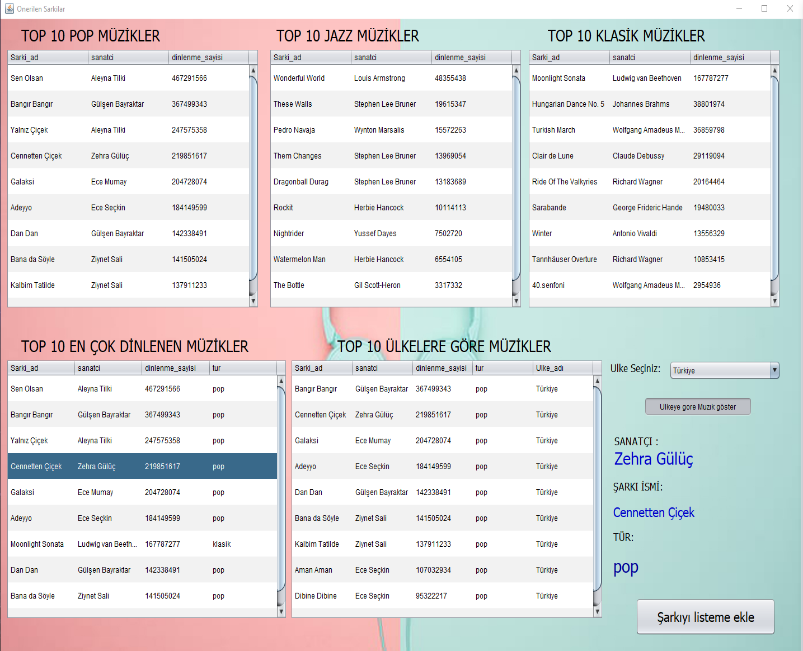 Onerilen Sarkilar
TOP 10 POP MÜZİKLER
Sarki_ad sanatci dinlenme_sayisi
Sen Olsan Aleyna Tilki 467291566
Bangır Bangır Gülşen Bayraktar 367499343
Yalnız Çiçek Aleyna Tilki 247575358
Cennetten Çiçek Zehra Gülüç 219851617
Galaksi Ece Mumay 204728074
Adeyyo Ece Seçkin 184149599
Dan Dan Gülşen Bayraktar 142338491
Bana da Söyle Ziynet Sali 141505024
Kalbim Tatilde Ziynet Sali 137911233
TOP 10 JAZZ MÜZİKLER
Sarki_ad sanatci dinlenme_sayisi
Wonderful World Louis Armstrong 48355438
These Walls Stephen Lee Bruner 19615347
Pedro Navaja Wynton Marsalis 15572263
Them Changes Stephen Lee Bruner 13969054
Dragonball Durag Stephen Lee Bruner 13183689
Rockit Herbie Hancock 10114113
Nightrider Yussef Dayes 7502720
Watermelon Man Herbie Hancock 6554105
The Bottle Gil Scott-Heron 3317332
TOP 10 KLASİK MÜZİKLER
Sarki_ad sanatci dinlenme_sayisi
Moonlight Sonata Ludwig van Beethoven 167787277
Hungarian Dance No. 5 Johannes Brahms 38801974
Turkish March Wolfgang Amadeus M... 36859798
Clair de Lune Claude Debussy 29119094
Ride Of The Valkyries Richard Wagner 20164464
Sarabande George Frideric Hande 19480033
Winter Antonio Vivaldi 13556329
Tannhäuser Overture Richard Wagner 10853415
40.senfoni Wolfgang Amadeus M... 2954936
TOP 10 EN ÇOK DİNLENEN MÜZİKLER
Sarki_ad sanatci dinlenme_sayisi tur
Sen Olsan Aleyna Tilki 467291566 pop
Bangır Bangır Gülşen Bayraktar 367499343 pop
Yalnız Çiçek Aleyna Tilki 247575358 pop
Cennetten Çiçek Zehra Gülüç 219851617 pop
Galaksi Ece Mumay 204728074 pop
Adeyyo Ece Seçkin 184149599 pop
Moonlight Sonata Ludwig van Beeth... 167787277 klasik
Dan Dan Gülşen Bayraktar 142338491 pop
Bana da Söyle Ziynet Sali 141505024 pop
TOP 10 ÜLKELERE GÖRE MÜZİKLER
Sarki_ad sanatci dinlenme_sayisi tur Ulke_adı
Bangır Bangır Gülşen Bayraktar 367499343 pop Türkiye
Cennetten Çiçek Zehra Gülüç 219851617 pop Türkiye
Galaksi Ece Mumay 204728074 pop Türkiye
Adeyyo Ece Seçkin 184149599 pop Türkiye
Dan Dan Gülşen Bayraktar 142338491 pop Türkiye
Bana da Söyle Ziynet Sali 141505024 pop Türkiye
Kalbim Tatilde Ziynet Sali 137911233 pop Türkiye
Aman Aman Ece Seçkin 107032934 pop Türkiye
Dibine Dibine Ece Seçkin 95322217 pop Türkiye
Ulke Seçiniz: Türkiye
Ulkeye göre Muzik göster
SANATÇI :
Zehra Gülüç
ŞARKI İSMİ:
Cennetten Çiçek
TÜR:
pop
Şarkıyı listeme ekle